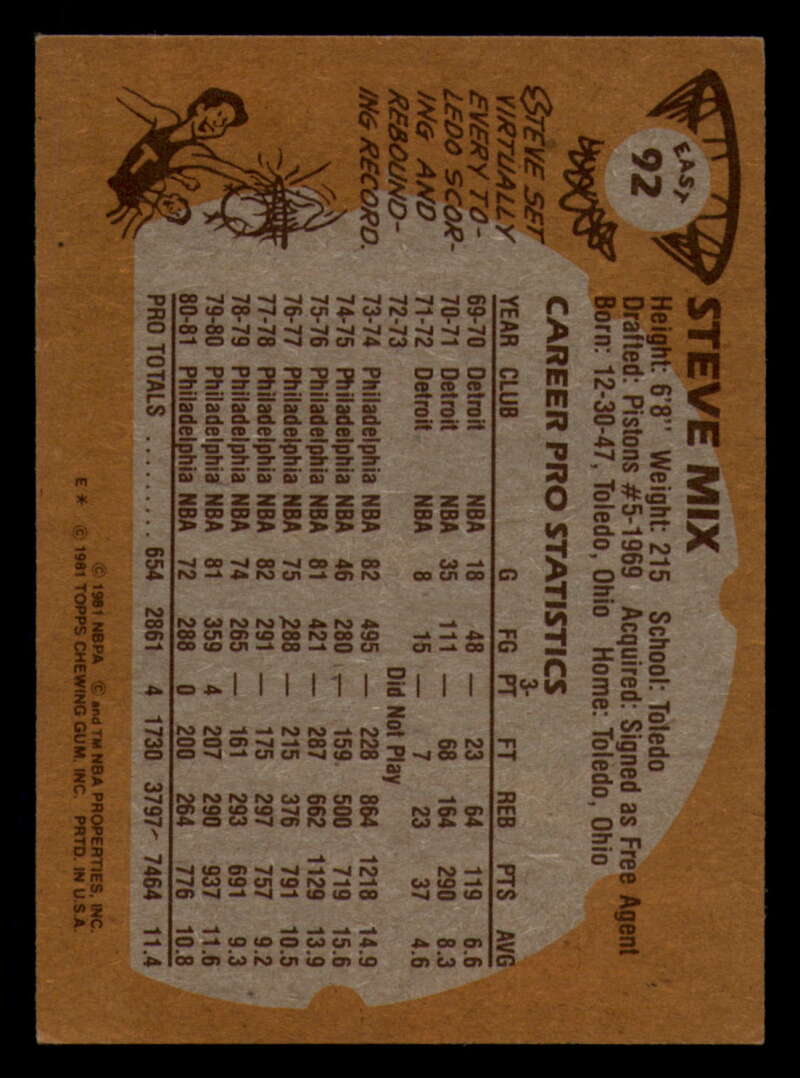 EAST
92
STEVE MIX
Height: 6'8" Weight: 215 School: Toledo
Drafted: Pistons #5-1969 Acquired: Signed as Free Agent
Born: 12-30-47, Toledo, Ohio Home: Toledo, Ohio
STEVE SET
VIRTUALLY
EVERY TO-
LEDO SCOR-
ING AND
REBOUND-
ING RECORD.
T
CAREER PRO STATISTICS
YEAR CLUB G FG 3-PT FT REB PTS AVG
69-70 Detroit NBA 18 48 — 23 64 119 6.6
70-71 Detroit NBA 35 111 — 68 164 290 8.3
71-72 Detroit NBA 8 15 — 7 23 37 4.6
72-73 Did Not Play
73-74 Philadelphia NBA 82 495 — 228 864 1218 14.9
74-75 Philadelphia NBA 46 280 — 159 500 719 15.6
75-76 Philadelphia NBA 81 421 — 287 662 1129 13.9
76-77 Philadelphia NBA 75 288 — 215 376 791 10.5
77-78 Philadelphia NBA 82 291 — 175 297 757 9.2
78-79 Philadelphia NBA 74 265 — 161 293 691 9.3
79-80 Philadelphia NBA 81 359 4 207 290 937 11.6
80-81 Philadelphia NBA 72 288 0 200 264 776 10.8
PRO TOTALS ......... 654 2861 4 1730 3797 7464 11.4
© 1981 NBPA © and TM NBA PROPERTIES, INC.
E* © 1981 TOPPS CHEWING GUM, INC. PRTD. IN U.S.A.